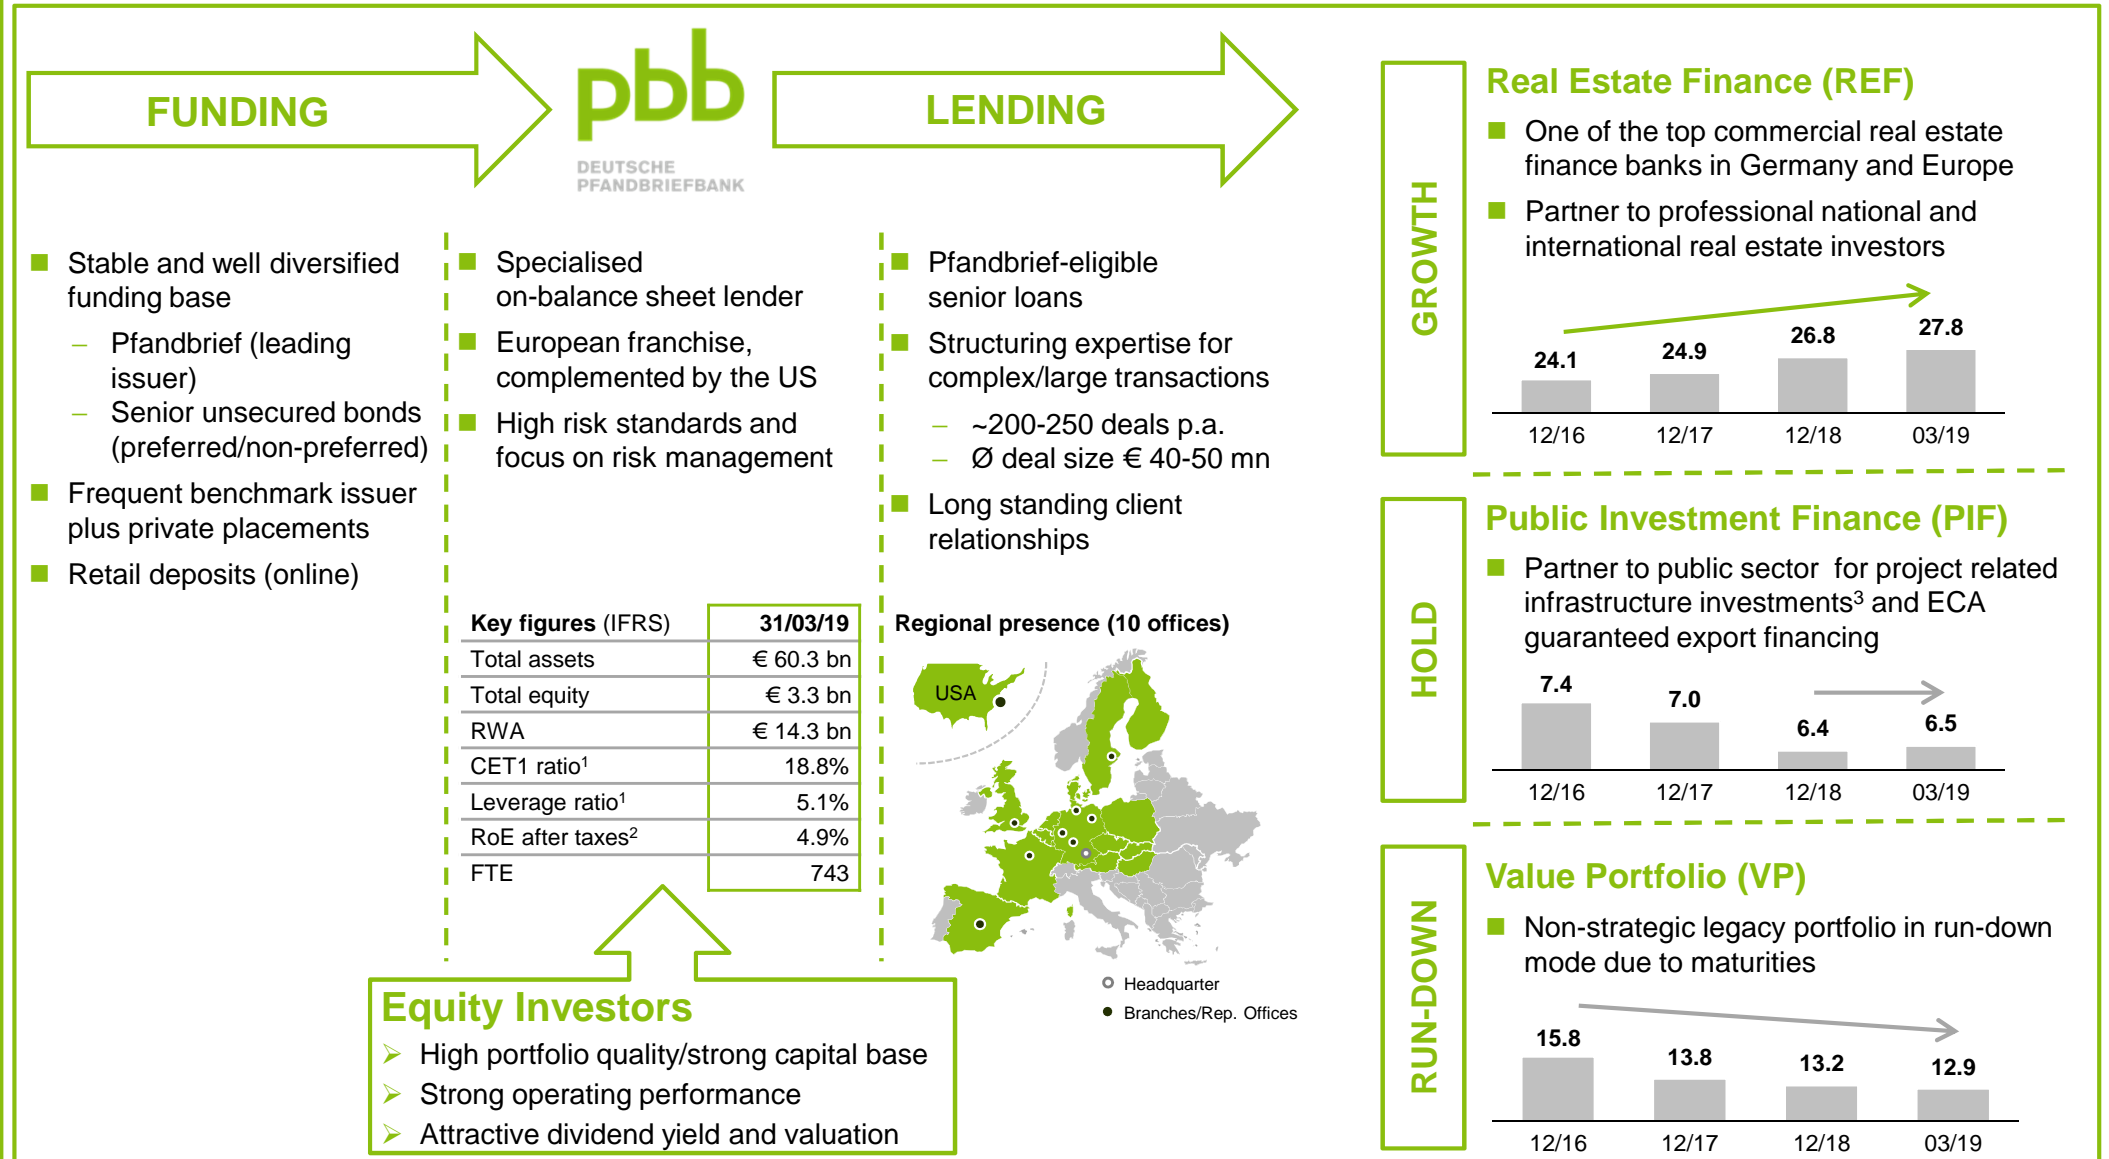 FUNDING
pbb
DEUTSCHE
PFANDBRIEFBANK
LENDING
Stable and well diversified
funding base
– Pfandbrief (leading
issuer)
– Senior unsecured bonds
(preferred/non-preferred)
Frequent benchmark issuer
plus private placements
Retail deposits (online)
Specialised
on-balance sheet lender
European franchise,
complemented by the US
High risk standards and
focus on risk management
Pfandbrief-eligible
senior loans
Structuring expertise for
complex/large transactions
– ~200-250 deals p.a.
– Ø deal size € 40-50 mn
Long standing client
relationships
Key figures (IFRS) 31/03/19
Total assets € 60.3 bn
Total equity € 3.3 bn
RWA € 14.3 bn
CET1 ratio¹ 18.8%
Leverage ratio¹ 5.1%
RoE after taxes² 4.9%
FTE 743
Regional presence (10 offices)
USA
Headquarter
Branches/Rep. Offices
Equity Investors
High portfolio quality/strong capital base
Strong operating performance
Attractive dividend yield and valuation
GROWTH
Real Estate Finance (REF)
One of the top commercial real estate
finance banks in Germany and Europe
Partner to professional national and
international real estate investors
24.1 24.9 26.8 27.8
12/16 12/17 12/18 03/19
HOLD
Public Investment Finance (PIF)
Partner to public sector for project related
infrastructure investments³ and ECA
guaranteed export financing
7.4 7.0 6.4 6.5
12/16 12/17 12/18 03/19
RUN-DOWN
Value Portfolio (VP)
Non-strategic legacy portfolio in run-down
mode due to maturities
15.8 13.8 13.2 12.9
12/16 12/17 12/18 03/19